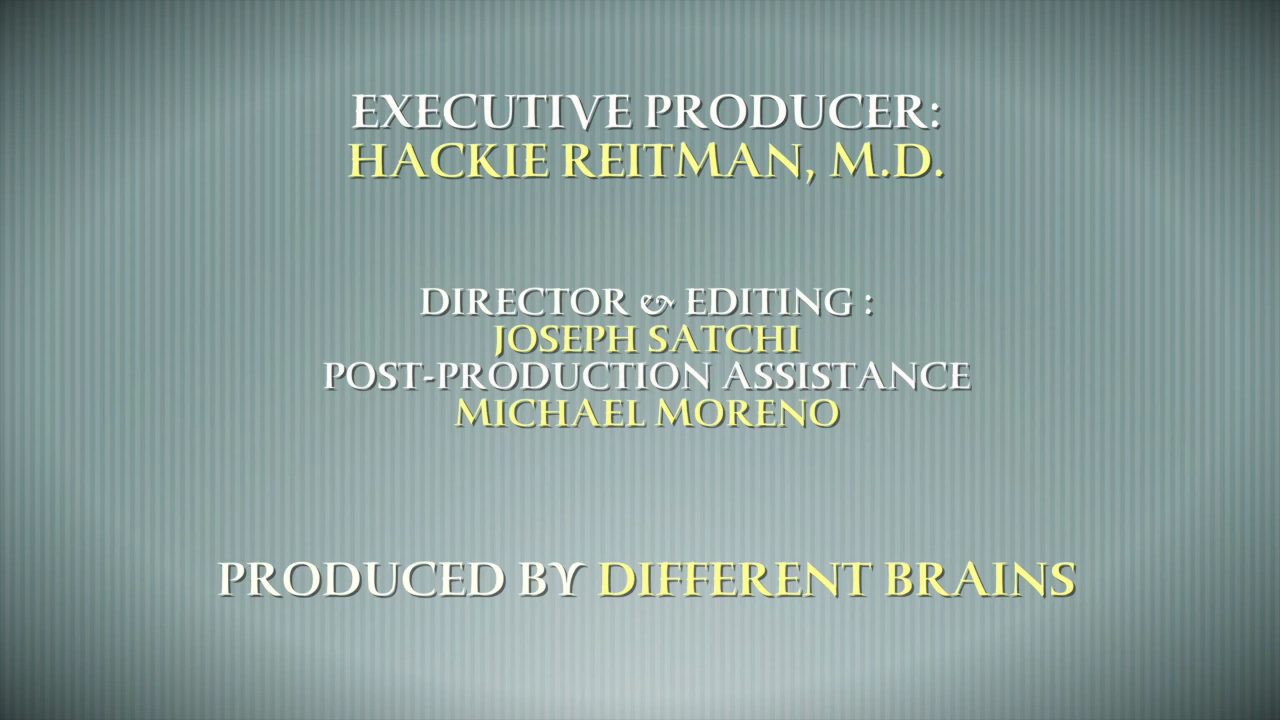 EXECUTIVE PRODUCER:
HACKIE REITMAN, M.D.
DIRECTOR & EDITING :
JOSEPH SATCHI
POST-PRODUCTION ASSISTANCE
MICHAEL MORENO
PRODUCED BY DIFFERENT BRAINS